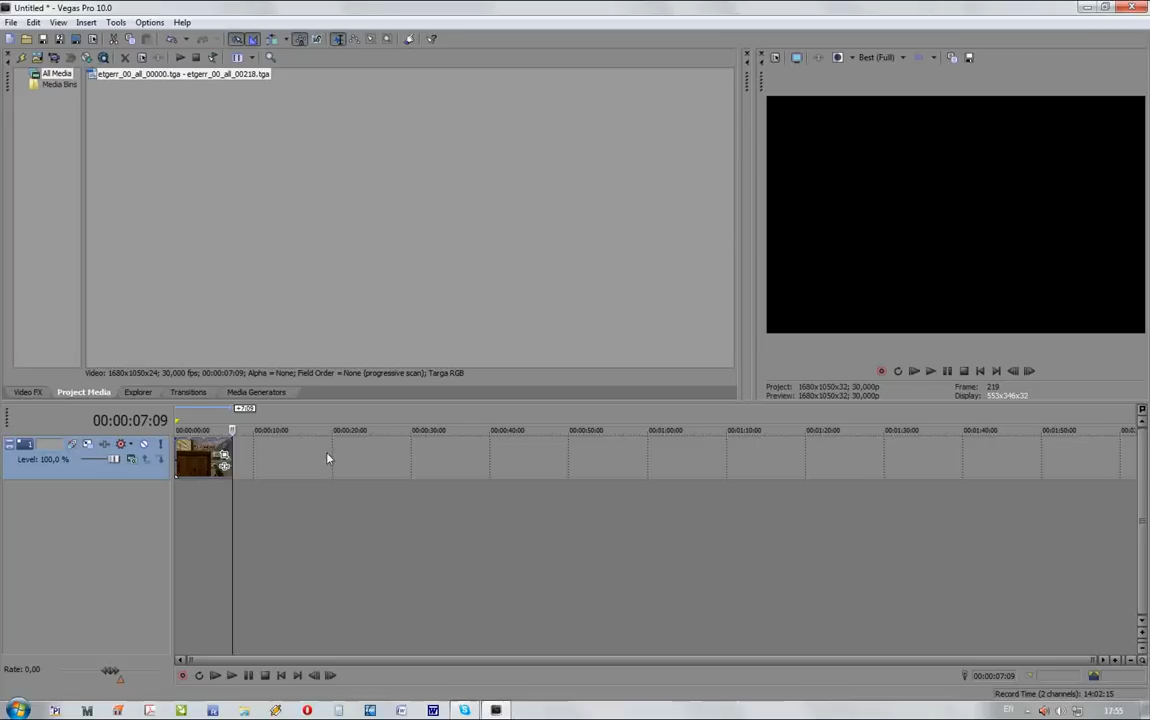 Untitled * - Vegas Pro 10.0
File Edit View Insert Tools Options Help
Best (Full)
All Media
Media Bins
etgerr_00_all_00000.tga - etgerr_00_all_00218.tga
Video: 1680x1050x24; 30,000 fps; 00:00:07:09; Alpha = None; Field Order = None (progressive scan); Targa RGB
Video FX Project Media Explorer Transitions Media Generators
Project: 1680x1050x32; 30,000p Frame: 219
Preview: 1680x1050x32; 30,000p Display: 553x346x32
+7:09
00:00:07:09
00:00:00:00 00:00:10:00 00:00:20:00 00:00:30:00 00:00:40:00 00:00:50:00 00:01:00:00 00:01:10:00 00:01:20:00 00:01:30:00 00:01:40:00 00:01:50:00
1
Level: 100,0 %
Rate: 0,00
00:00:07:09
Record Time (2 channels): 14:02:15
EN 17:55